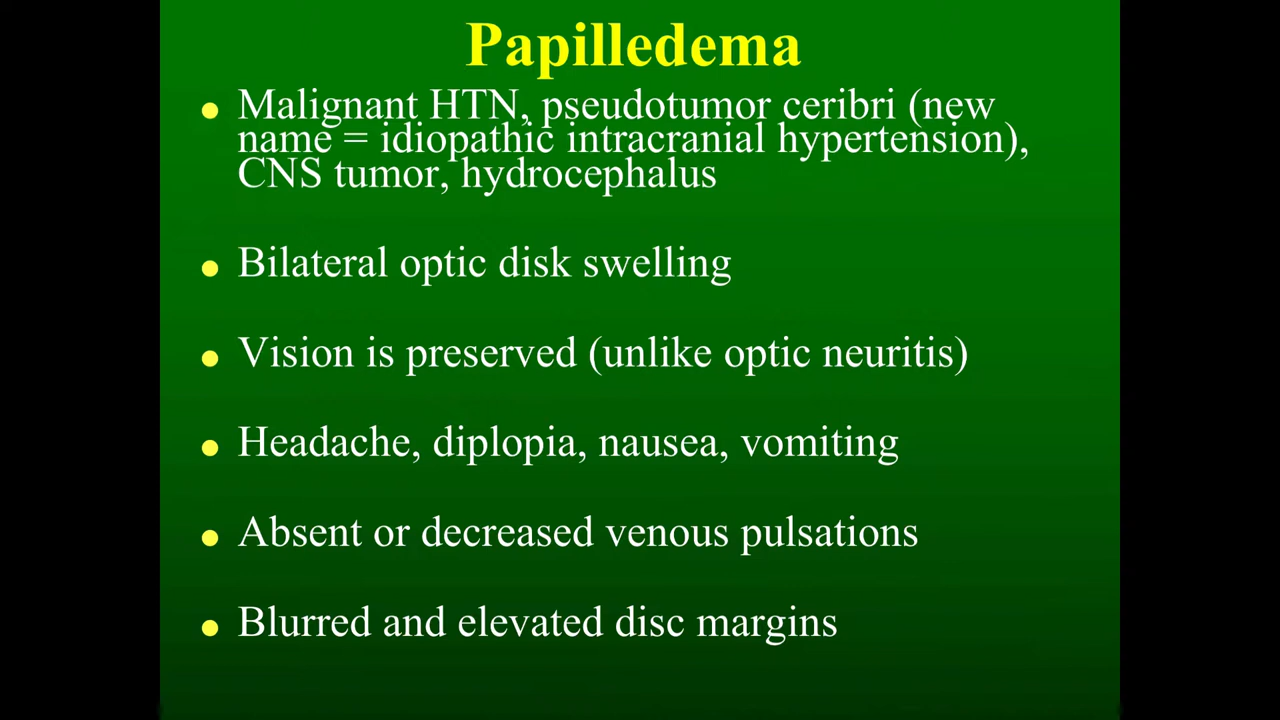 Papilledema
• Malignant HTN, pseudotumor ceribri (new
name = idiopathic intracranial hypertension),
CNS tumor, hydrocephalus
• Bilateral optic disk swelling
• Vision is preserved (unlike optic neuritis)
• Headache, diplopia, nausea, vomiting
• Absent or decreased venous pulsations
• Blurred and elevated disc margins